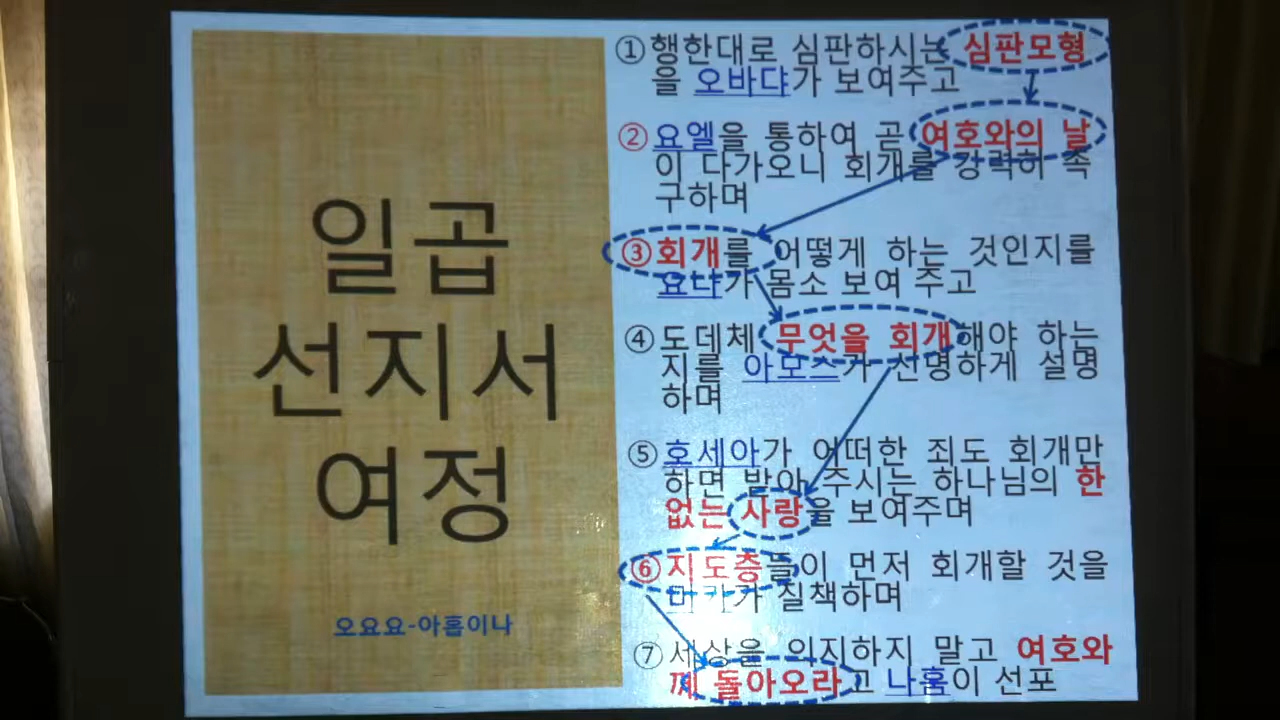 일곱
선지서
여정
오요요-아홉이나
①행한대로 심판하시는 심판모형
을 오바댜가 보여주고
②요엘을 통하여 곧 여호와의 날
이 다가오니 회개를 강력히 촉
구하며
③회개를 어떻게 하는 것인지를
요나가 몸소 보여 주고
④도데체 무엇을 회개해야 하는
지를 아모스가 선명하게 설명
하며
⑤호세아가 어떠한 죄도 회개만
하면 받아 주시는 하나님의 한
없는 사랑을 보여주며
⑥지도층들이 먼저 회개할 것을
미가가 질책하며
⑦세상을 의지하지 말고 여호와
께 돌아오라고 나훔이 선포